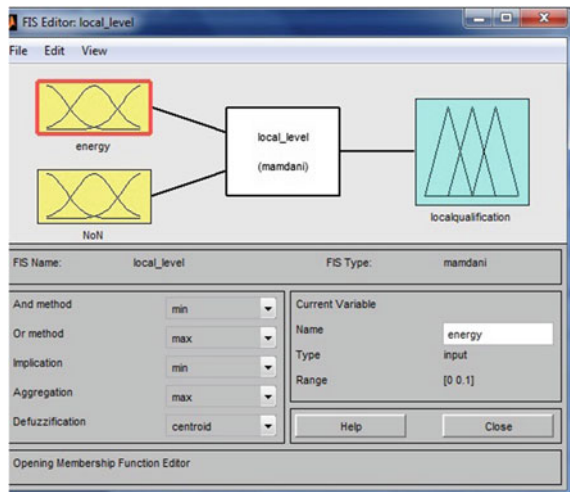 FIS Editor: local_level
File Edit View
energy
NoN
local_level
(mamdani)
localqualification
FIS Name: local_level FIS Type: mamdani
And method min
Or method max
Implication min
Aggregation max
Defuzzification centroid
Current Variable
Name energy
Type input
Range [0 0.1]
Help Close
Opening Membership Function Editor